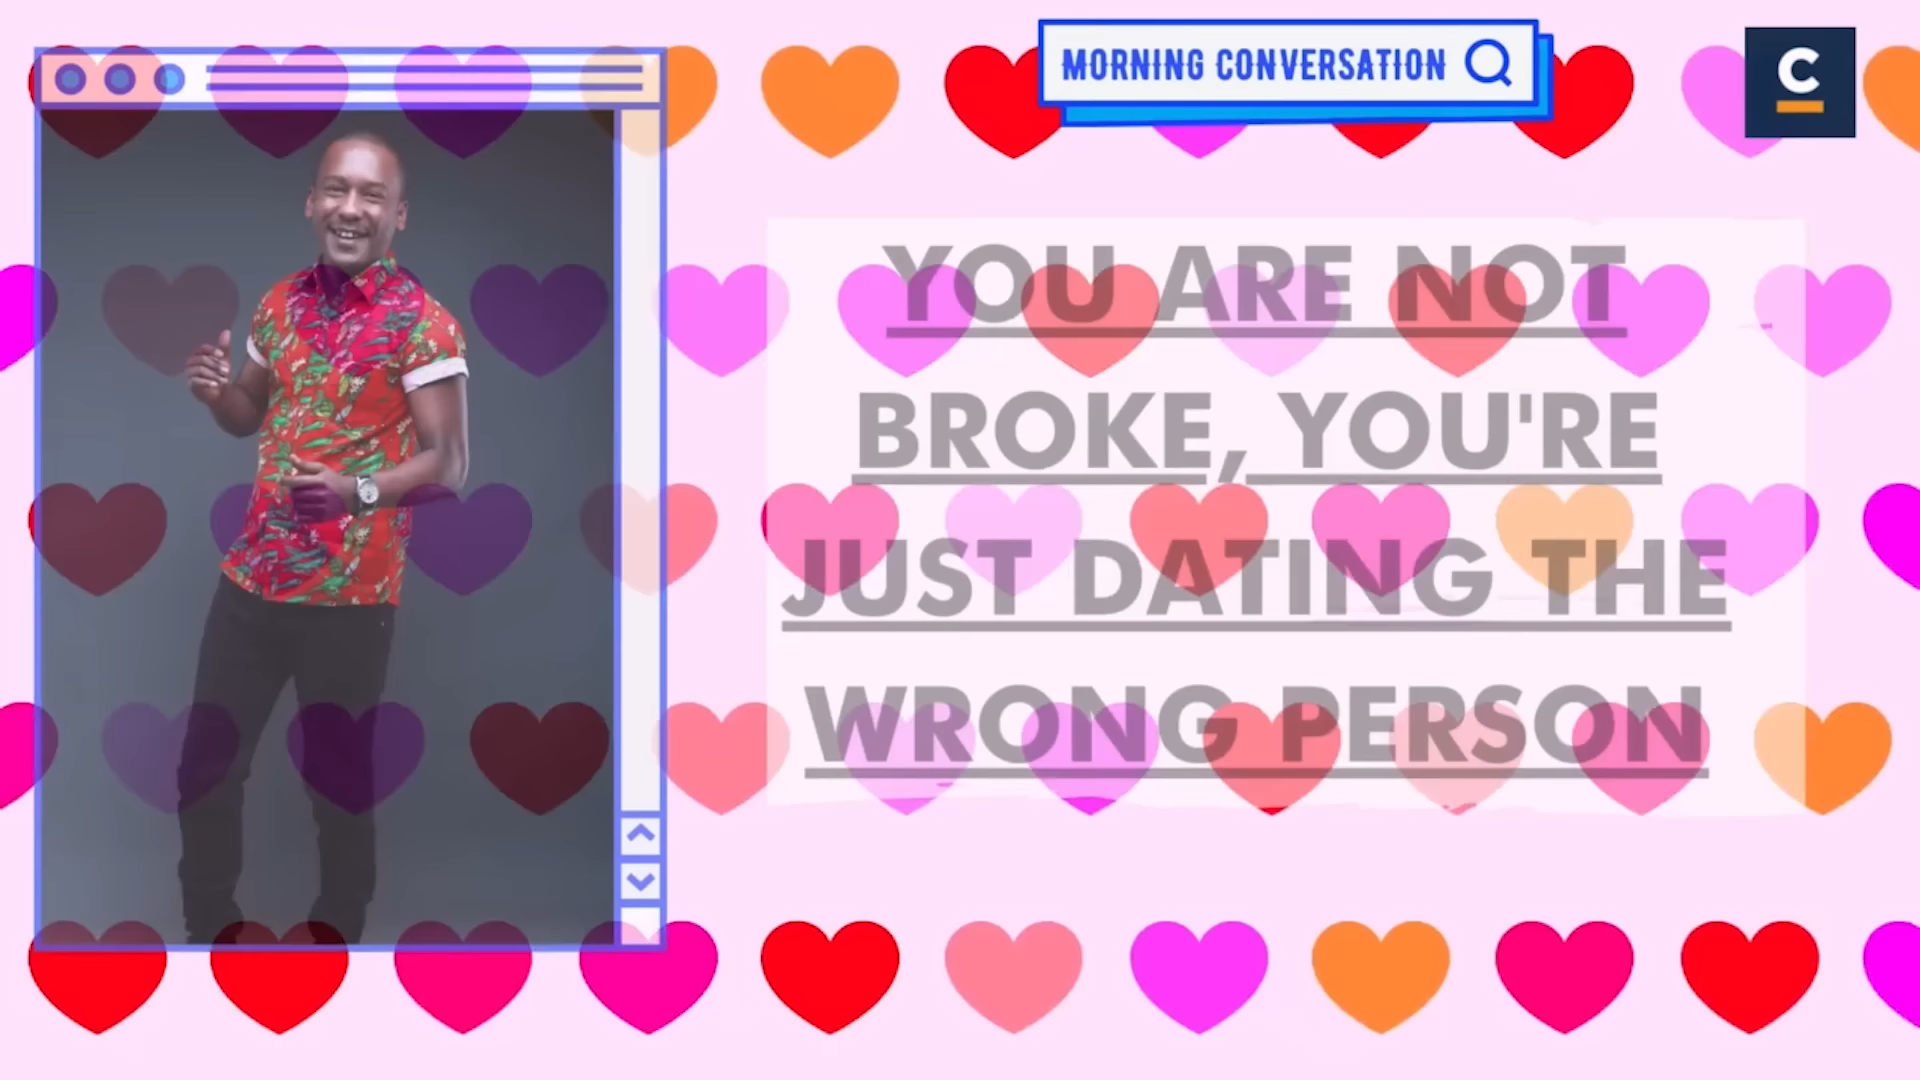 MORNING CONVERSATION
C
YOU ARE NOT
BROKE, YOU'RE
JUST DATING THE
WRONG PERSON